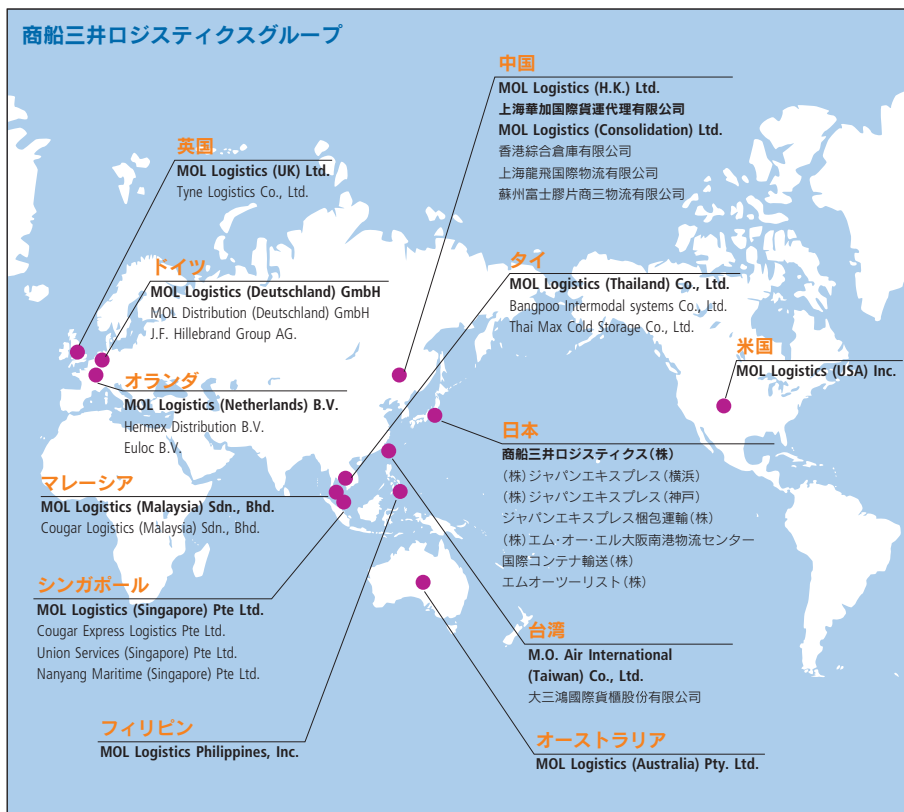 商船三井ロジスティクスグループ
中国
MOL Logistics (H.K.) Ltd.
上海華加国際貨運代理有限公司
MOL Logistics (Consolidation) Ltd.
香港綜合倉庫有限公司
上海龍飛国際物流有限公司
蘇州富士膠片商三物流有限公司
英国
MOL Logistics (UK) Ltd.
Tyne Logistics Co., Ltd.
ドイツ
MOL Logistics (Deutschland) GmbH
MOL Distribution (Deutschland) GmbH
J.F. Hillebrand Group AG.
タイ
MOL Logistics (Thailand) Co., Ltd.
Bangpoo Intermodal systems Co., Ltd.
Thai Max Cold Storage Co., Ltd.
米国
MOL Logistics (USA) Inc.
オランダ
MOL Logistics (Netherlands) B.V.
Hermex Distribution B.V.
Euloc B.V.
日本
商船三井ロジスティクス(株)
(株)ジャパンエキスプレス(横浜)
(株)ジャパンエキスプレス(神戸)
ジャパンエキスプレス梱包運輸(株)
(株)エム・オー・エル大阪南港物流センター
国際コンテナ輸送(株)
エムオーツーリスト(株)
マレーシア
MOL Logistics (Malaysia) Sdn., Bhd.
Cougar Logistics (Malaysia) Sdn., Bhd.
シンガポール
MOL Logistics (Singapore) Pte Ltd.
Cougar Express Logistics Pte Ltd.
Union Services (Singapore) Pte Ltd.
Nanyang Maritime (Singapore) Pte Ltd.
台湾
M.O. Air International
(Taiwan) Co., Ltd.
大三鴻國際貨櫃股份有限公司
フィリピン
MOL Logistics Philippines, Inc.
オーストラリア
MOL Logistics (Australia) Pty. Ltd.